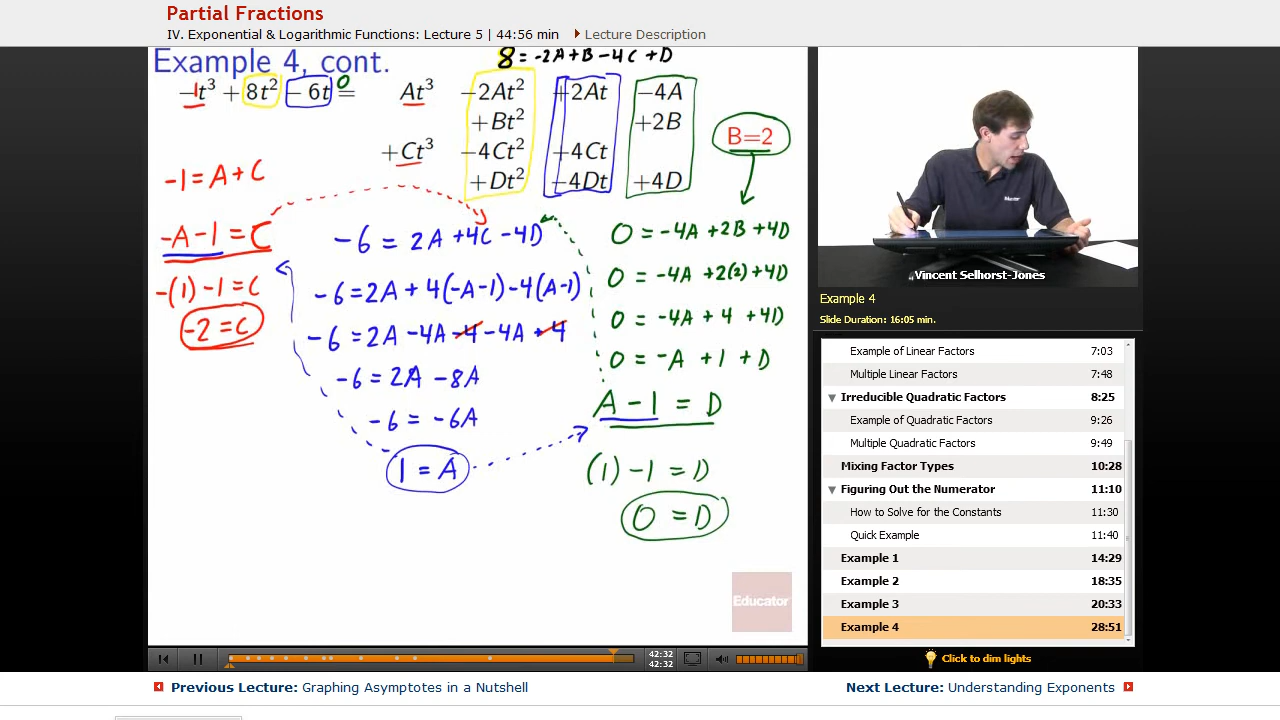 Partial Fractions
IV. Exponential & Logarithmic Functions: Lecture 5 | 44:56 min Lecture Description
Example 4, cont.
8 = -2A+B-4C+D
-1t³ + 8t² - 6t = 0
At³ -2At² +2At -4A
+Bt² +2B
+Ct³ -4Ct² +4Ct
+Dt² -4Dt +4D
B=2
-1 = A + C
-A-1 = C
-(1) -1 = C
-2 = C
-6 = 2A +4C -4D
-6 = 2A + 4(-A-1) -4(A-1)
-6 = 2A -4A -4 -4A +4
-6 = 2A -8A
-6 = -6A
1 = A
0 = -4A +2B +4D
0 = -4A +2(2) +4D
0 = -4A + 4 +4D
0 = -A + 1 + D
A - 1 = D
(1) -1 = D
0 = D
Educator
42:32
42:32
Educator
Vincent Selhorst-Jones
Example 4
Slide Duration: 16:05 min.
Example of Linear Factors 7:03
Multiple Linear Factors 7:48
Irreducible Quadratic Factors 8:25
Example of Quadratic Factors 9:26
Multiple Quadratic Factors 9:49
Mixing Factor Types 10:28
Figuring Out the Numerator 11:10
How to Solve for the Constants 11:30
Quick Example 11:40
Example 1 14:29
Example 2 18:35
Example 3 20:33
Example 4 28:51
Click to dim lights
Previous Lecture: Graphing Asymptotes in a Nutshell
Next Lecture: Understanding Exponents